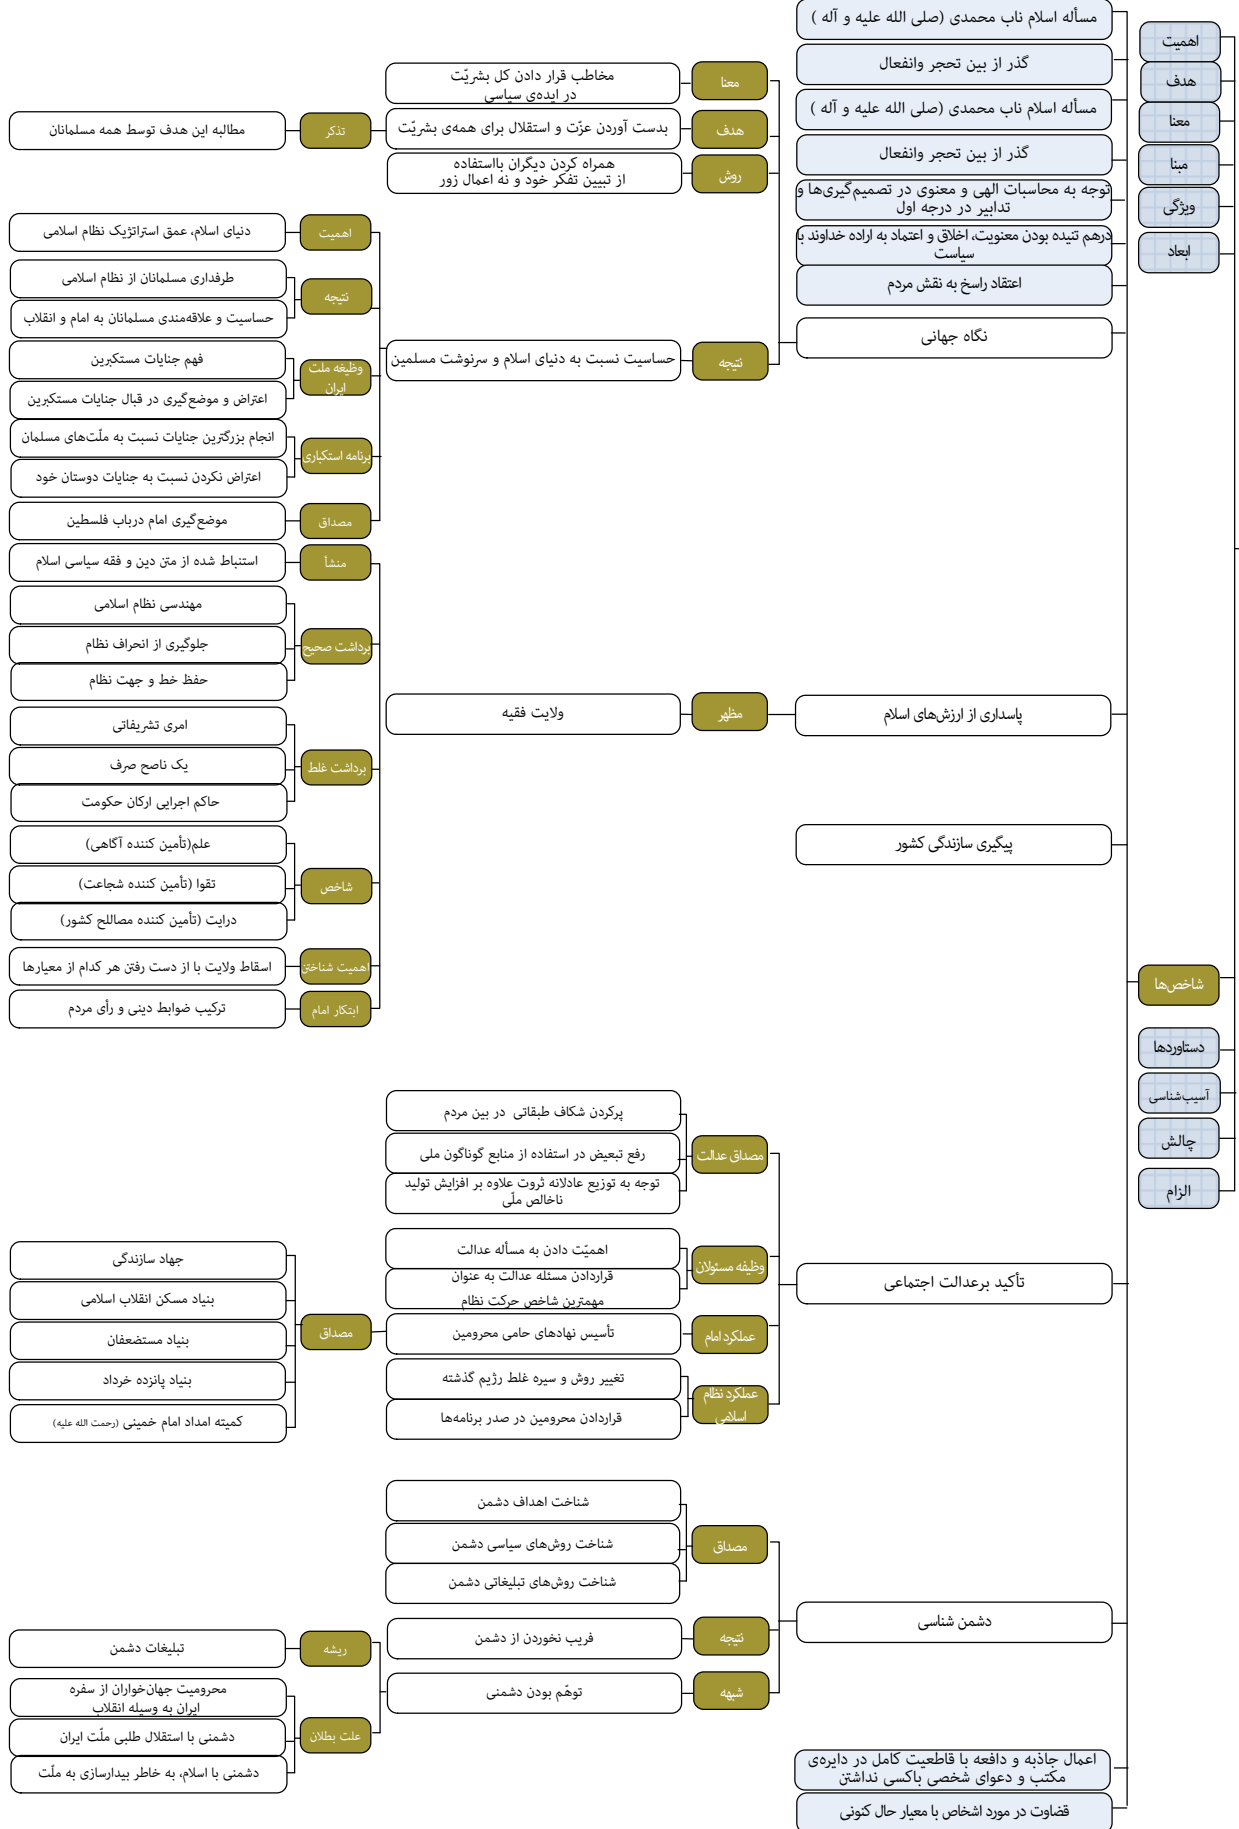 اهمیت
هدف
معنا
مبنا
ویژگی
ابعاد
شاخص‌ها
دستاوردها
آسیب‌شناسی
چالش
الزام
مسأله اسلام ناب محمدی (صلی الله علیه و آله )
گذر از بین تحجر وانفعال
مسأله اسلام ناب محمدی (صلی الله علیه و آله )
گذر از بین تحجر وانفعال
توجه به محاسبات الهی و معنوی در تصمیم‌گیری‌ها و
تدابیر در درجه اول
درهم تنیده بودن معنویت، اخلاق و اعتماد به اراده خداوند با
سیاست
اعتقاد راسخ به نقش مردم
نگاه جهانی
معنا
مخاطب قرار دادن کل بشریّت
در ایده‌ی سیاسی
هدف
بدست آوردن عزّت و استقلال برای همه‌ی بشریّت
تذکر
مطالبه این هدف توسط همه مسلمانان
روش
همراه کردن دیگران بااستفاده
از تبیین تفکر خود و نه اعمال زور
نتیجه
حساسیت نسبت به دنیای اسلام و سرنوشت مسلمین
اهمیت
دنیای اسلام، عمق استراتژیک نظام اسلامی
نتیجه
طرفداری مسلمانان از نظام اسلامی
حساسیت و علاقه‌مندی مسلمانان به امام و انقلاب
وظیفه ملت
ایران
فهم جنایات مستکبرین
اعتراض و موضع‌گیری در قبال جنایات مستکبرین
برنامه استکباری
انجام بزرگترین جنایات نسبت به ملّت‌های مسلمان
اعتراض نکردن نسبت به جنایات دوستان خود
مصداق
موضع‌گیری امام درباب فلسطین
پاسداری از ارزش‌های اسلام
مظهر
ولایت فقیه
منشأ
استنباط شده از متن دین و فقه سیاسی اسلام
برداشت صحیح
مهندسی نظام اسلامی
جلوگیری از انحراف نظام
حفظ خط و جهت نظام
برداشت غلط
امری تشریفاتی
یک ناصح صرف
حاکم اجرایی ارکان حکومت
شاخص
علم(تأمین کننده آگاهی)
تقوا (تأمین کننده شجاعت)
درایت (تأمین کننده مصاللح کشور)
اهمیت شناختن
اسقاط ولایت با از دست رفتن هر کدام از معیارها
ابتکار امام
ترکیب ضوابط دینی و رأی مردم
پیگیری سازندگی کشور
تأکید برعدالت اجتماعی
مصداق عدالت
پرکردن شکاف طبقاتی در بین مردم
رفع تبعیض در استفاده از منابع گوناگون ملی
توجه به توزیع عادلانه ثروت علاوه بر افزایش تولید
ناخالص ملّی
وظیفه مسئولان
اهمیّت دادن به مسأله عدالت
قراردادن مسئله عدالت به عنوان
مهمترین شاخص حرکت نظام
عملکرد امام
تأسیس نهادهای حامی محرومین
مصداق
جهاد سازندگی
بنیاد مسکن انقلاب اسلامی
بنیاد مستضعفان
بنیاد پانزده خرداد
کمیته امداد امام خمینی (رحمت الله علیه)
عملکرد نظام
اسلامی
تغییر روش و سیره غلط رژیم گذشته
قراردادن محرومین در صدر برنامه‌ها
دشمن شناسی
مصداق
شناخت اهداف دشمن
شناخت روش‌های سیاسی دشمن
شناخت روش‌های تبلیغاتی دشمن
نتیجه
فریب نخوردن از دشمن
شبهه
توهّم بودن دشمنی
ریشه
تبلیغات دشمن
علت بطلان
محرومیت جهان‌خواران از سفره
ایران به وسیله انقلاب
دشمنی با استقلال طلبی ملّت ایران
دشمنی با اسلام، به خاطر بیدارسازی به ملّت
اعمال جاذبه و دافعه با قاطعیت کامل در دایره‌ی
مکتب و دعوای شخصی باکسی نداشتن
قضاوت در مورد اشخاص با معیار حال کنونی